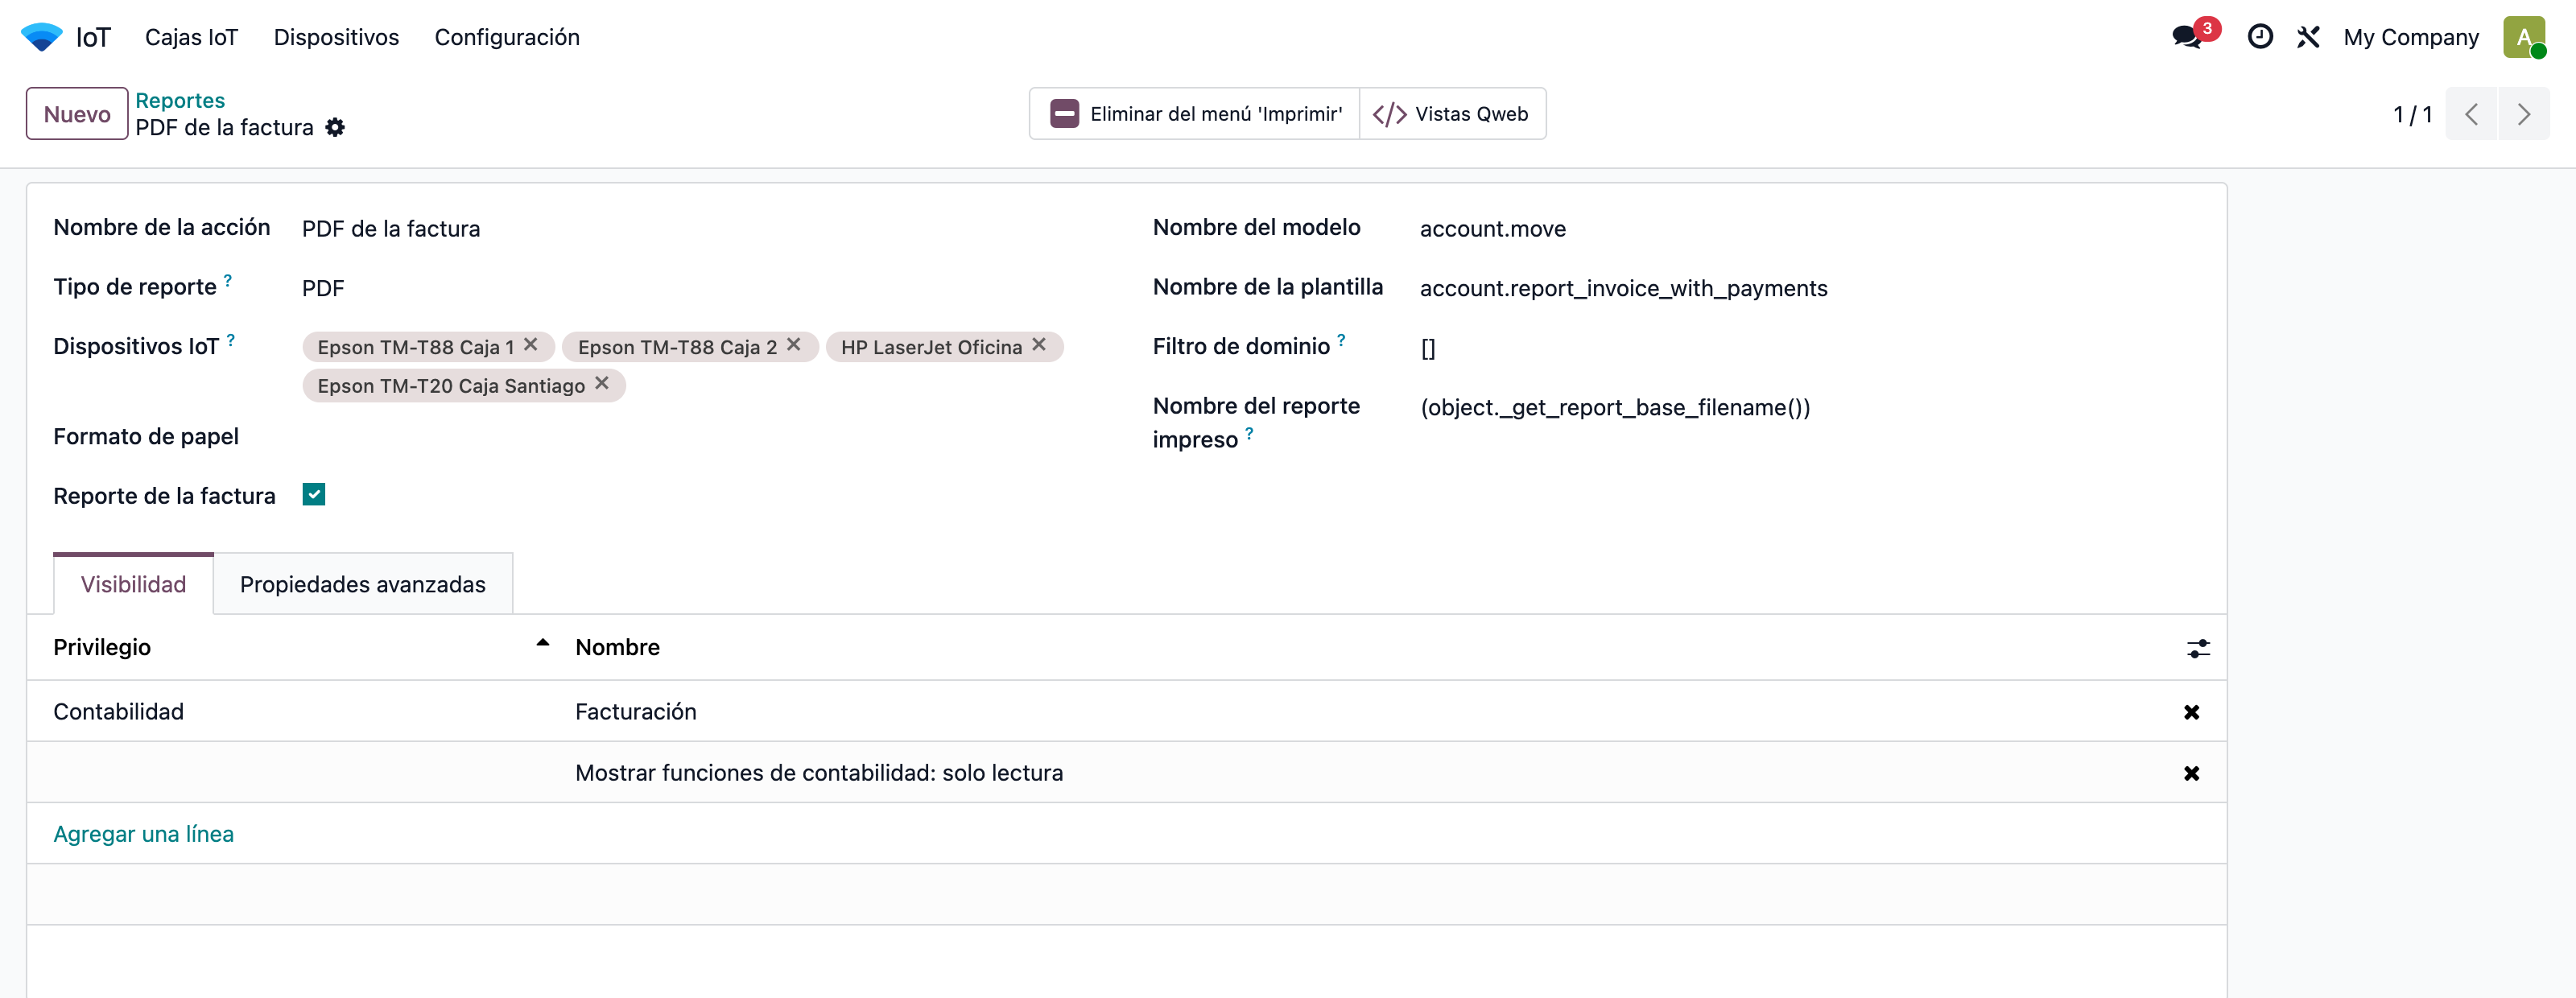 IoT Cajas IoT Dispositivos Configuración 3 My Company A
Nuevo Reportes Eliminar del menú 'Imprimir' Vistas Qweb 1 / 1
PDF de la factura
Nombre de la acción PDF de la factura Nombre del modelo account.move
Tipo de reporte ? PDF Nombre de la plantilla account.report_invoice_with_payments
Dispositivos IoT ? Epson TM-T88 Caja 1 Epson TM-T88 Caja 2 HP LaserJet Oficina Filtro de dominio ? []
Epson TM-T20 Caja Santiago
Nombre del reporte impreso ? (object._get_report_base_filename())
Formato de papel
Reporte de la factura
Visibilidad Propiedades avanzadas
Privilegio Nombre
Contabilidad Facturación
Mostrar funciones de contabilidad: solo lectura
Agregar una línea